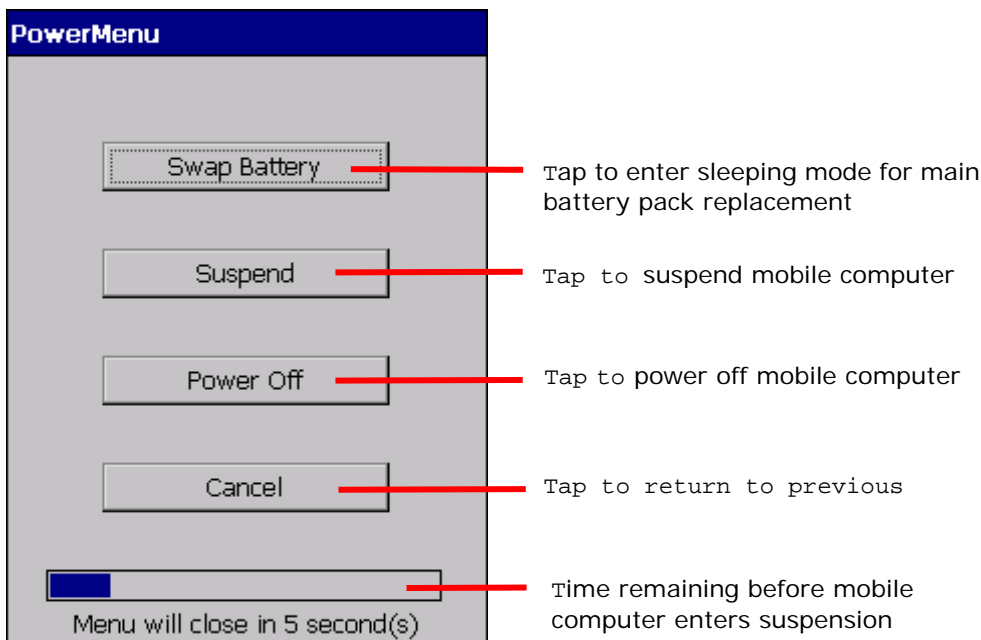 PowerMenu
Swap Battery
Tap to enter sleeping mode for main
battery pack replacement
Suspend
Tap to suspend mobile computer
Power Off
Tap to power off mobile computer
Cancel
Tap to return to previous
Time remaining before mobile
computer enters suspension
Menu will close in 5 second(s)